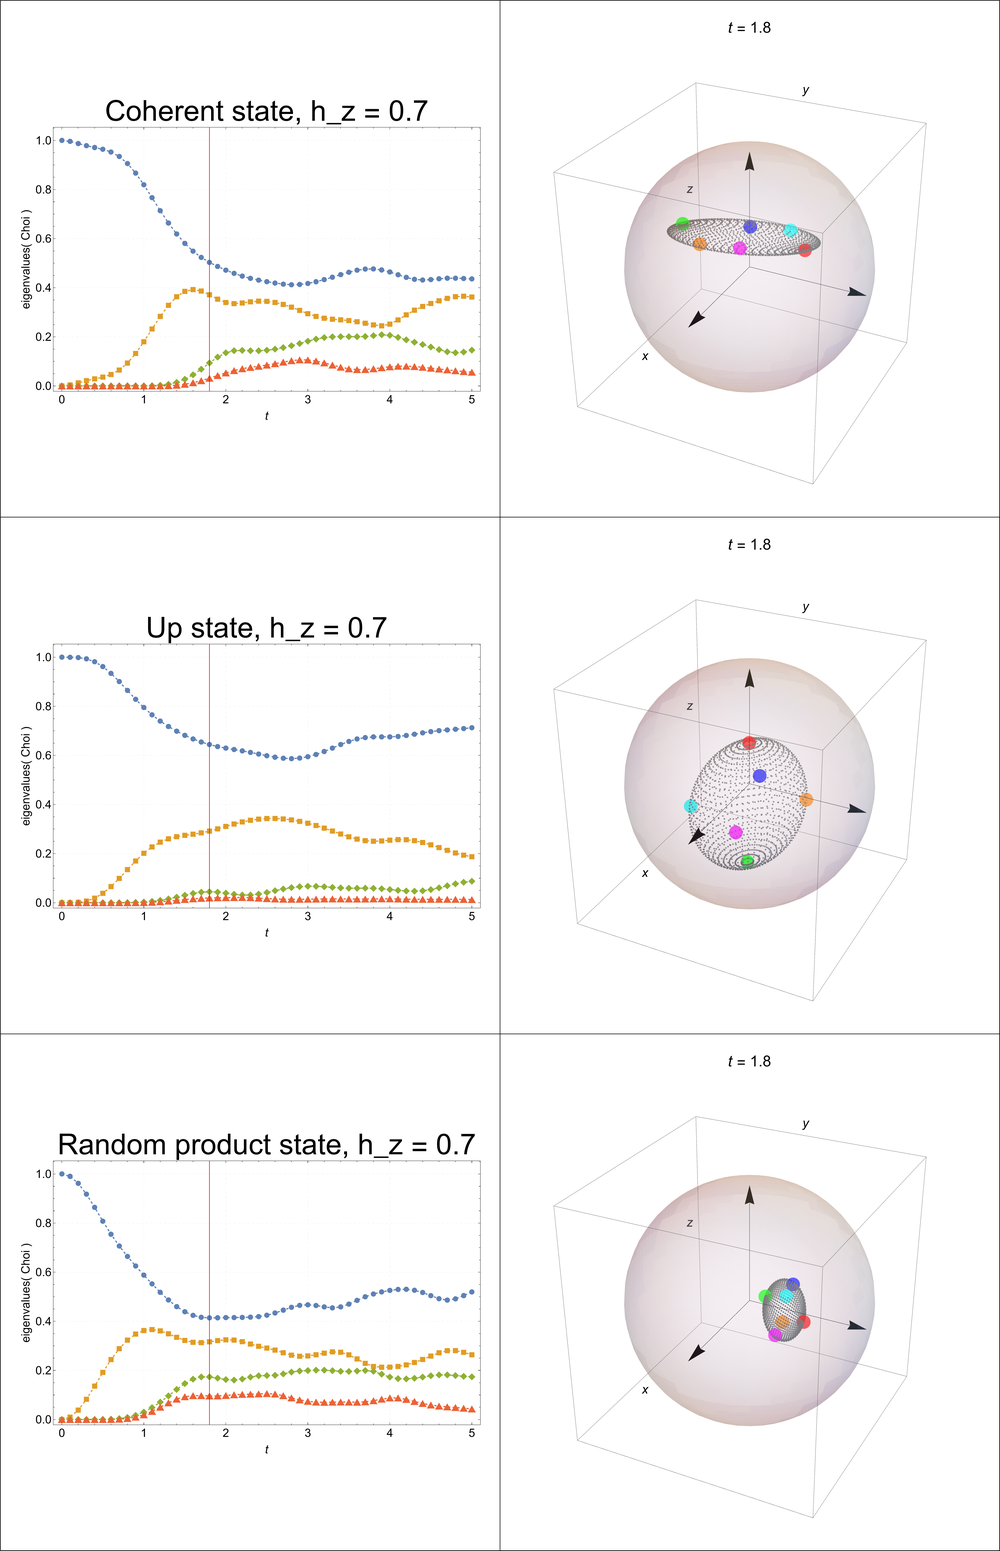 Coherent state, h_z = 0.7
eigenvalues( Choi )
1.0
0.8
0.6
0.4
0.2
0.0
0 1 2 3 4 5
t
t = 1.8
y
z
x
Up state, h_z = 0.7
eigenvalues( Choi )
1.0
0.8
0.6
0.4
0.2
0.0
0 1 2 3 4 5
t
t = 1.8
y
z
x
Random product state, h_z = 0.7
eigenvalues( Choi )
1.0
0.8
0.6
0.4
0.2
0.0
0 1 2 3 4 5
t
t = 1.8
y
z
x